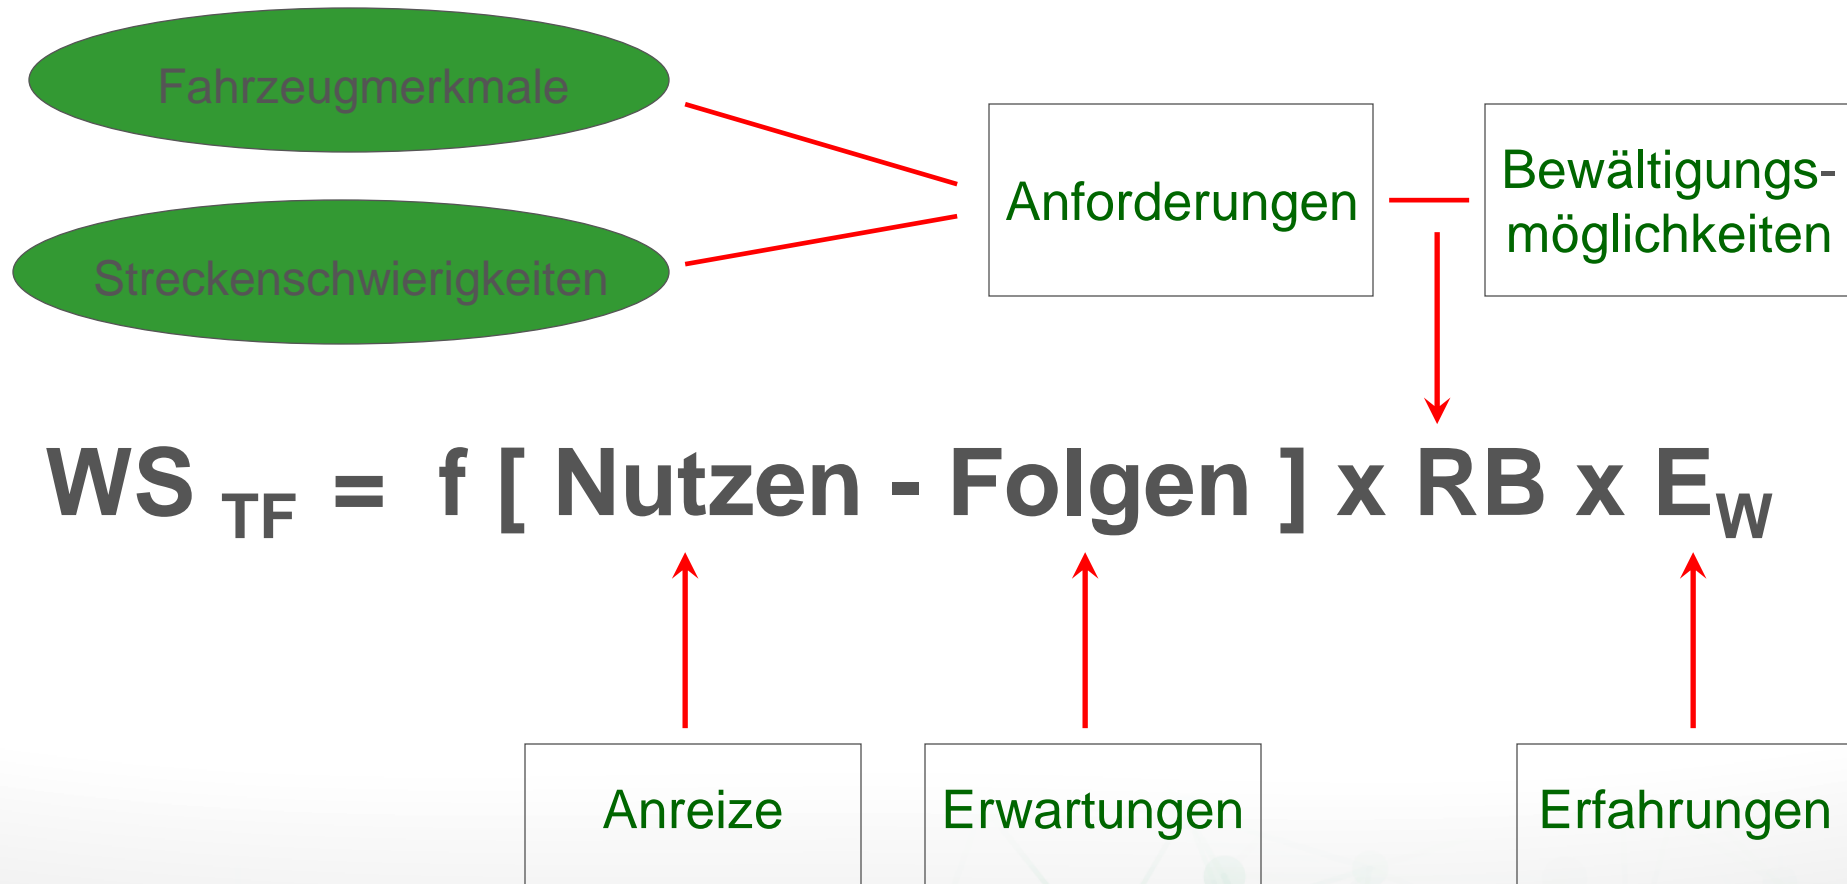 Fahrzeugmerkmale
Streckenschwierigkeiten
Anforderungen
Bewältigungs-
möglichkeiten
WS TF = f [ Nutzen - Folgen ] x RB x EW
Anreize
Erwartungen
Erfahrungen